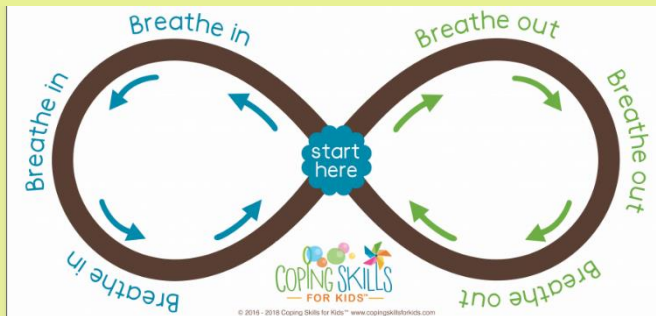 Breathe in
Breathe in
Breathe in
start
here
Breathe out
Breathe out
Breathe out
COPING SKILLS
FOR KIDS™
© 2016 - 2018 Coping Skills for Kids™ www.copingskillsforkids.com